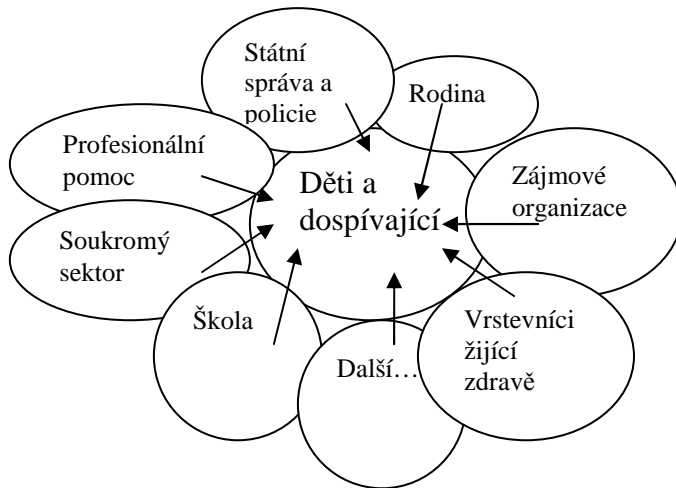 Státní
správa a
policie
Rodina
Profesionální
pomoc
Děti a
dospívající
Zájmové
organizace
Soukromý
sektor
Škola
Další…
Vrstevníci
žijící
zdravě